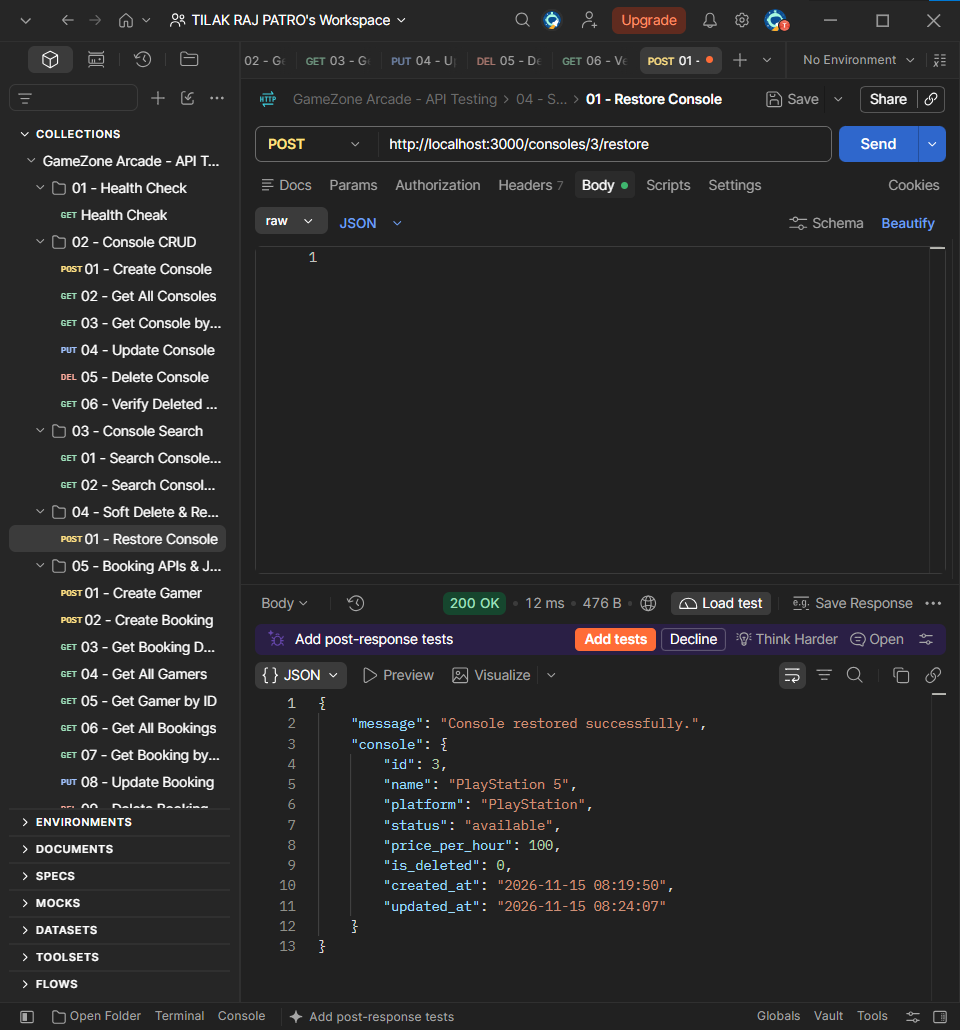 TILAK RAJ PATRO's Workspace
Upgrade
T
02 - Ge
GET 03 - Ge
PUT 04 - Up
DEL 05 - De
GET 06 - Ve
POST 01 -
No Environment
HTTP
GameZone Arcade - API Testing > 04 - S... > 01 - Restore Console
Save
Share
COLLECTIONS
GameZone Arcade - API T...
01 - Health Check
GET Health Cheak
02 - Console CRUD
POST 01 - Create Console
GET 02 - Get All Consoles
GET 03 - Get Console by...
PUT 04 - Update Console
DEL 05 - Delete Console
GET 06 - Verify Deleted ...
03 - Console Search
GET 01 - Search Console...
GET 02 - Search Consol...
04 - Soft Delete & Re...
POST 01 - Restore Console
05 - Booking APIs & J...
POST 01 - Create Gamer
POST 02 - Create Booking
GET 03 - Get Booking D...
GET 04 - Get All Gamers
GET 05 - Get Gamer by ID
GET 06 - Get All Bookings
GET 07 - Get Booking by...
PUT 08 - Update Booking
DEL 09 - Delete Booking
ENVIRONMENTS
DOCUMENTS
SPECS
MOCKS
DATASETS
TOOLSETS
FLOWS
POST
http://localhost:3000/consoles/3/restore
Send
Docs Params Authorization Headers 7 Body Scripts Settings Cookies
raw JSON Schema Beautify
1
Body 200 OK • 12 ms • 476 B • Load test e.g. Save Response
Add post-response tests Add tests Decline Think Harder Open
{} JSON Preview Visualize
1 {
2 "message": "Console restored successfully.",
3 "console": {
4 "id": 3,
5 "name": "PlayStation 5",
6 "platform": "PlayStation",
7 "status": "available",
8 "price_per_hour": 100,
9 "is_deleted": 0,
10 "created_at": "2026-11-15 08:19:50",
11 "updated_at": "2026-11-15 08:24:07"
12 }
13 }
Open Folder Terminal Console Add post-response tests Globals Vault Tools